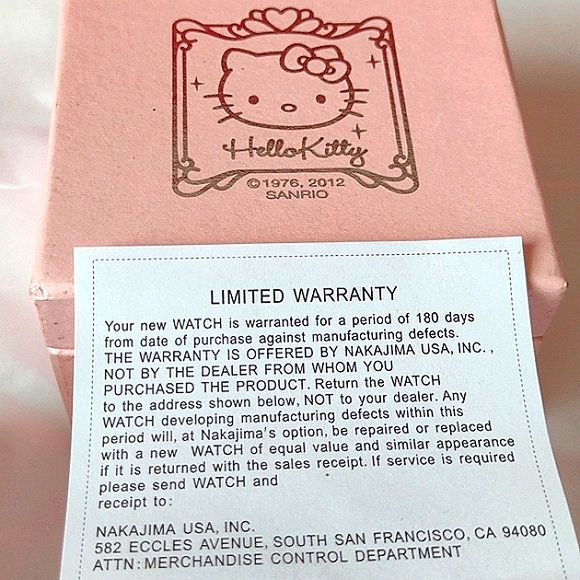 HelloKitty
©1976, 2012
SANRIO
LIMITED WARRANTY
Your new WATCH is warranted for a period of 180 days
from date of purchase against manufacturing defects.
THE WARRANTY IS OFFERED BY NAKAJIMA USA, INC. ,
NOT BY THE DEALER FROM WHOM YOU
PURCHASED THE PRODUCT. Return the WATCH
to the address shown below, NOT to your dealer. Any
WATCH developing manufacturing defects within this
period will, at Nakajima's option, be repaired or replaced
with a new WATCH of equal value and similar appearance
if it is returned with the sales receipt. If service is required
please send WATCH and
receipt to:
NAKAJIMA USA, INC.
582 ECCLES AVENUE, SOUTH SAN FRANCISCO, CA 94080
ATTN: MERCHANDISE CONTROL DEPARTMENT